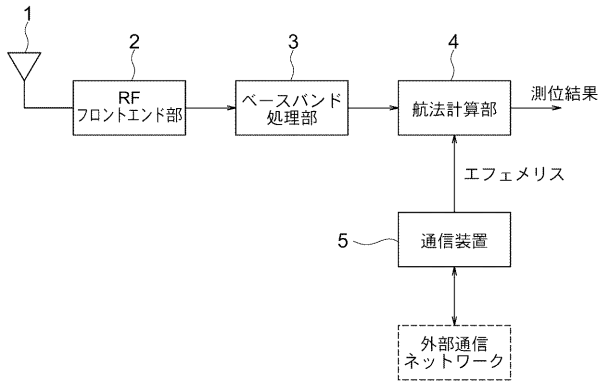 1
2
3
4
RF
フロントエンド部
ベースバンド
処理部
航法計算部
測位結果
エフェメリス
5
通信装置
外部通信
ネットワーク